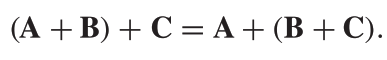 (A + B) + C = A + (B + C).